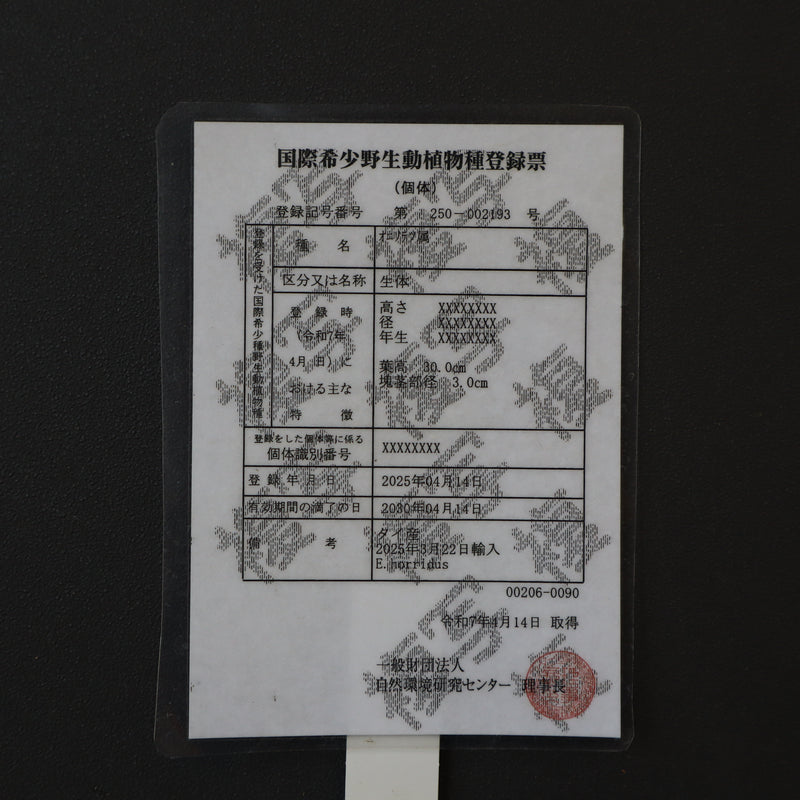 国際希少野生動植物種登録票
(個体)
登録記号番号 第 250-002193 号
登録を受けた国際希少野生動植物種
種名
属
区分又は名称 生体
登録時
(令和7年
4月 日)に
おける主な
特徴
高さ XXXXXXXX
径 XXXXXXXX
年生 XXXXXXXX
葉高 30.0cm
塊茎部径 3.0cm
登録をした個体等に係る
個体識別番号 XXXXXXXX
登録年月日 2025年04月14日
有効期間の満了の日 2030年04月14日
備考
タイ産
2025年3月22日輸入
E.horridus
00206-0090
令和7年4月14日 取得
一般財団法人
自然環境研究センター 理事長